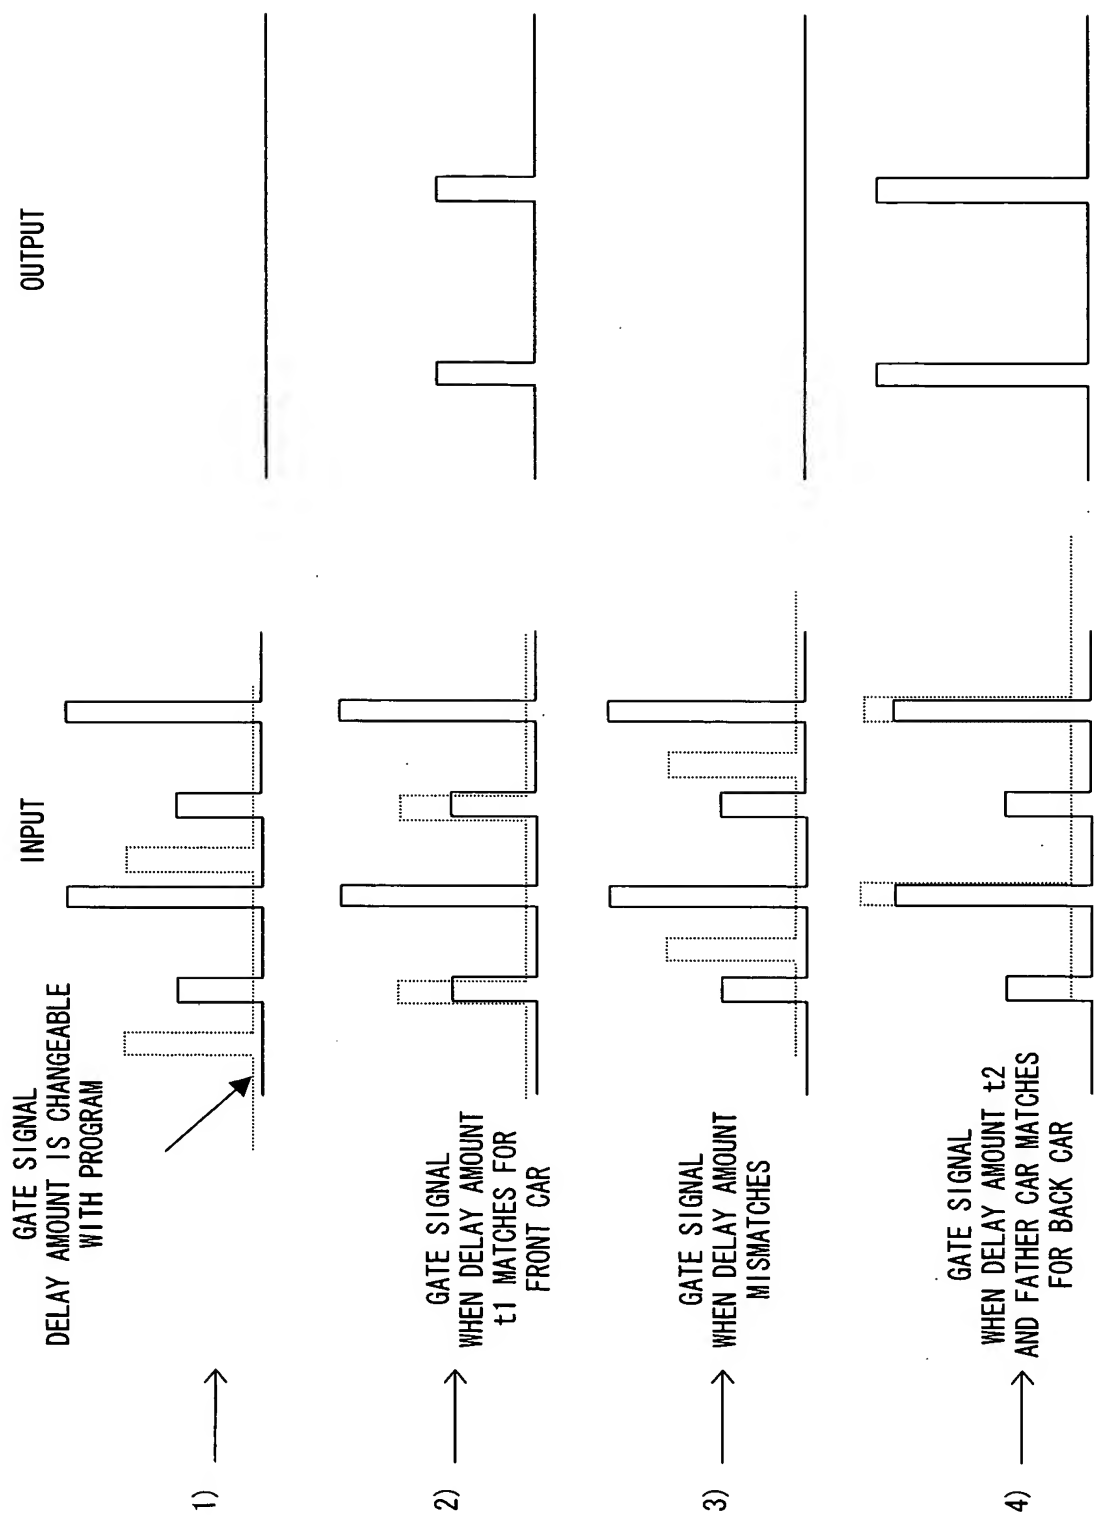 INPUT
OUTPUT
1)
GATE SIGNAL
DELAY AMOUNT IS CHANGEABLE
WITH PROGRAM
2)
GATE SIGNAL
WHEN DELAY AMOUNT
t1 MATCHES FOR
FRONT CAR
3)
GATE SIGNAL
WHEN DELAY AMOUNT
MISMATCHES
4)
GATE SIGNAL
WHEN DELAY AMOUNT t2
AND FATHER CAR MATCHES
FOR BACK CAR